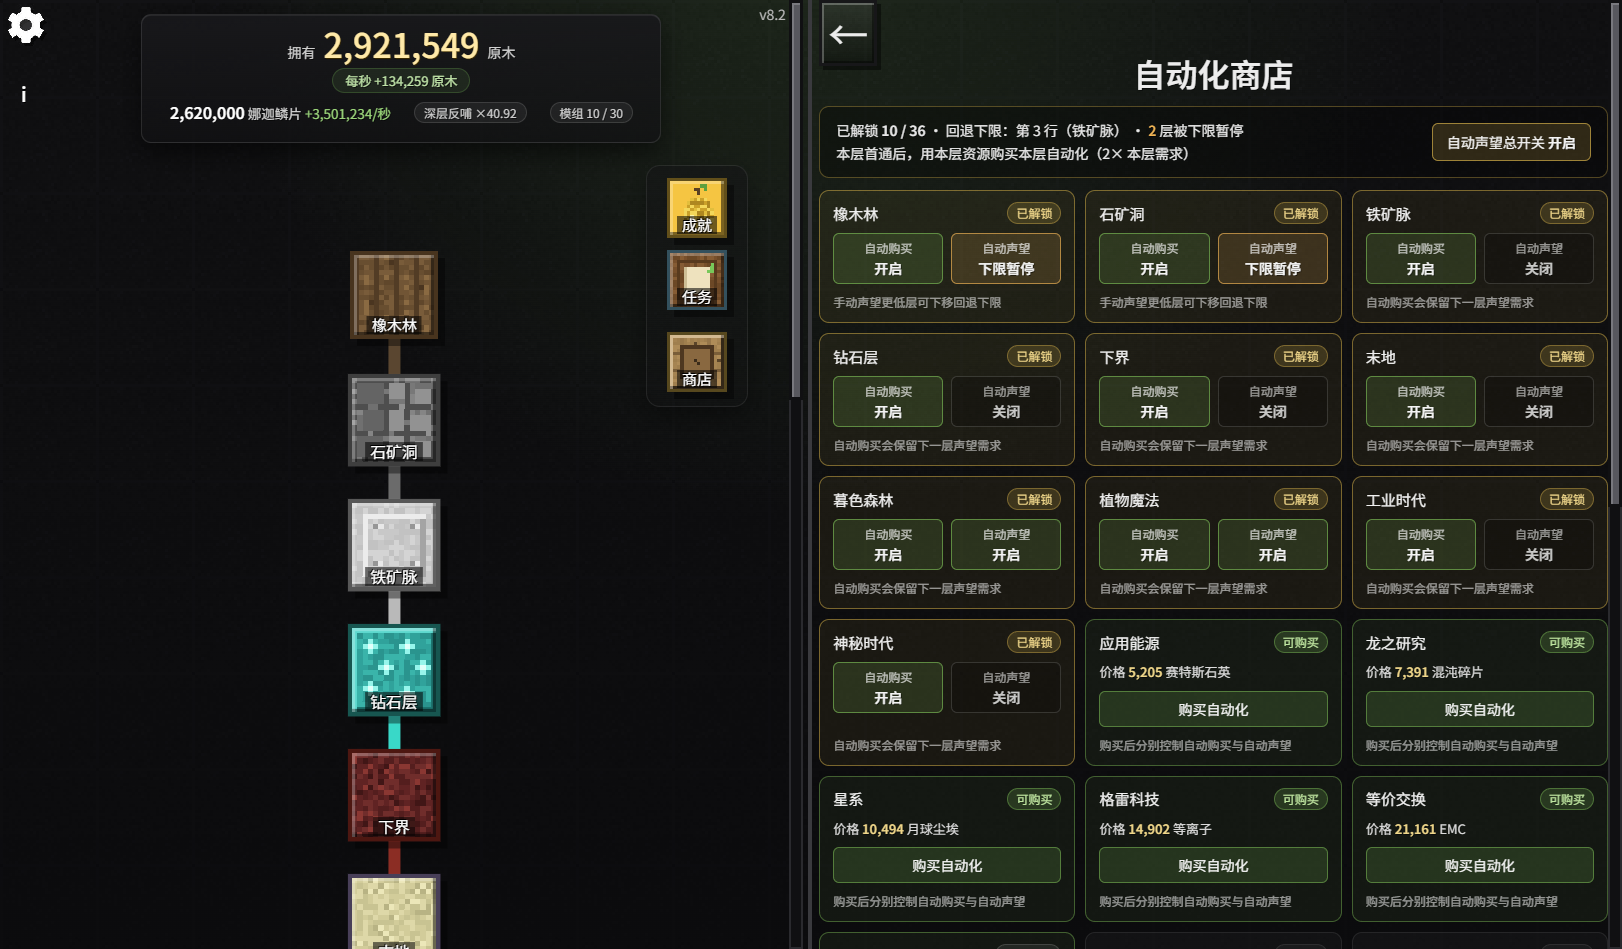 v8.2
拥有 2,921,549 原木
每秒 +134,259 原木
2,620,000 娜迦鳞片 +3,501,234/秒 深层反哺 ×40.92 模组 10 / 30
i
成就
任务
商店
橡木林
石矿洞
铁矿脉
钻石层
下界
自动化商店
已解锁 10 / 36 · 回退下限：第 3 行（铁矿脉） · 2 层被下限暂停
本层首通后，用本层资源购买本层自动化（2× 本层需求）
自动声望总开关 开启
橡木林 已解锁
自动购买 开启
自动声望 下限暂停
手动声望更低层可下移回退下限
石矿洞 已解锁
自动购买 开启
自动声望 下限暂停
手动声望更低层可下移回退下限
铁矿脉 已解锁
自动购买 开启
自动声望 关闭
自动购买会保留下一层声望需求
钻石层 已解锁
自动购买 开启
自动声望 关闭
自动购买会保留下一层声望需求
下界 已解锁
自动购买 开启
自动声望 关闭
自动购买会保留下一层声望需求
末地 已解锁
自动购买 开启
自动声望 关闭
自动购买会保留下一层声望需求
暮色森林 已解锁
自动购买 开启
自动声望 开启
自动购买会保留下一层声望需求
植物魔法 已解锁
自动购买 开启
自动声望 开启
自动购买会保留下一层声望需求
工业时代 已解锁
自动购买 开启
自动声望 关闭
自动购买会保留下一层声望需求
神秘时代 已解锁
自动购买 开启
自动声望 关闭
自动购买会保留下一层声望需求
应用能源 可购买
价格 5,205 赛特斯石英
购买自动化
购买后分别控制自动购买与自动声望
龙之研究 可购买
价格 7,391 混沌碎片
购买自动化
购买后分别控制自动购买与自动声望
星系 可购买
价格 10,494 月球尘埃
购买自动化
购买后分别控制自动购买与自动声望
格雷科技 可购买
价格 14,902 等离子
购买自动化
购买后分别控制自动购买与自动声望
等价交换 可购买
价格 21,161 EMC
购买自动化
购买后分别控制自动购买与自动声望